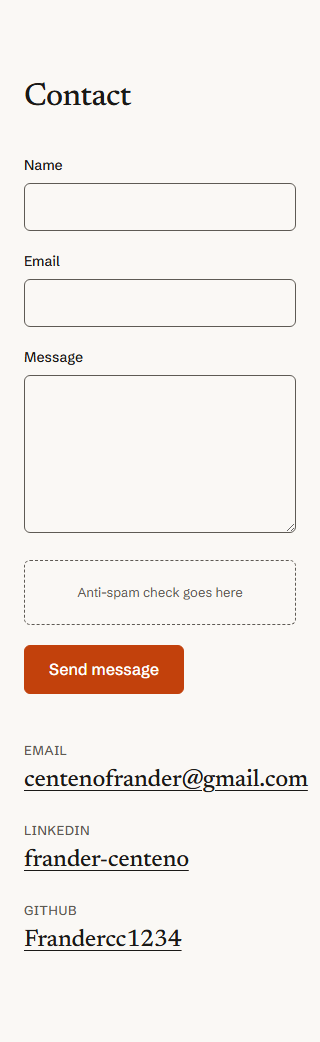 Contact
Name
Email
Message
Anti-spam check goes here
Send message
EMAIL
centenofrander@gmail.com
LINKEDIN
frander-centeno
GITHUB
Frandercc1234